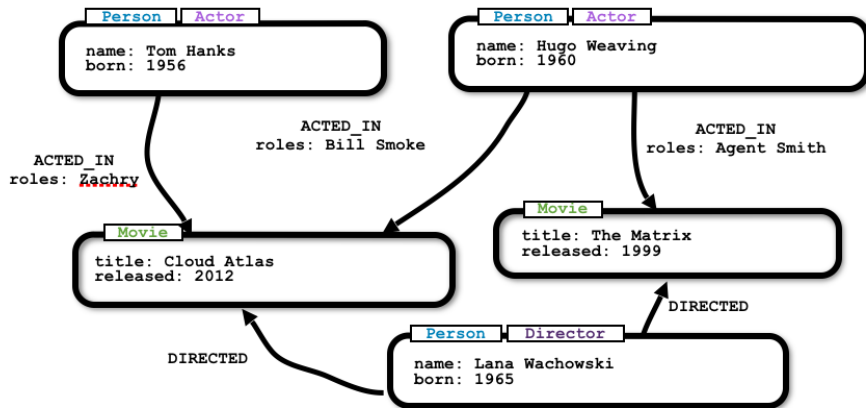 Person Actor
name: Tom Hanks
born: 1956
Person Actor
name: Hugo Weaving
born: 1960
ACTED_IN
roles: Zachry
ACTED_IN
roles: Bill Smoke
ACTED_IN
roles: Agent Smith
Movie
title: Cloud Atlas
released: 2012
Movie
title: The Matrix
released: 1999
DIRECTED
DIRECTED
Person Director
name: Lana Wachowski
born: 1965